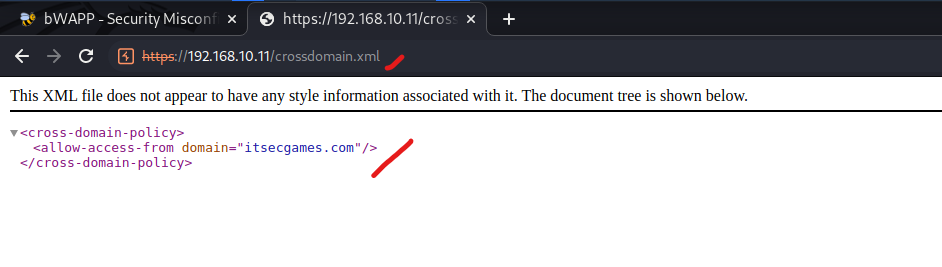 bWAPP - Security Misconf
https://192.168.10.11/cross
https://192.168.10.11/crossdomain.xml
This XML file does not appear to have any style information associated with it. The document tree is shown below.
<cross-domain-policy>
<allow-access-from domain="itsecgames.com"/>
</cross-domain-policy>